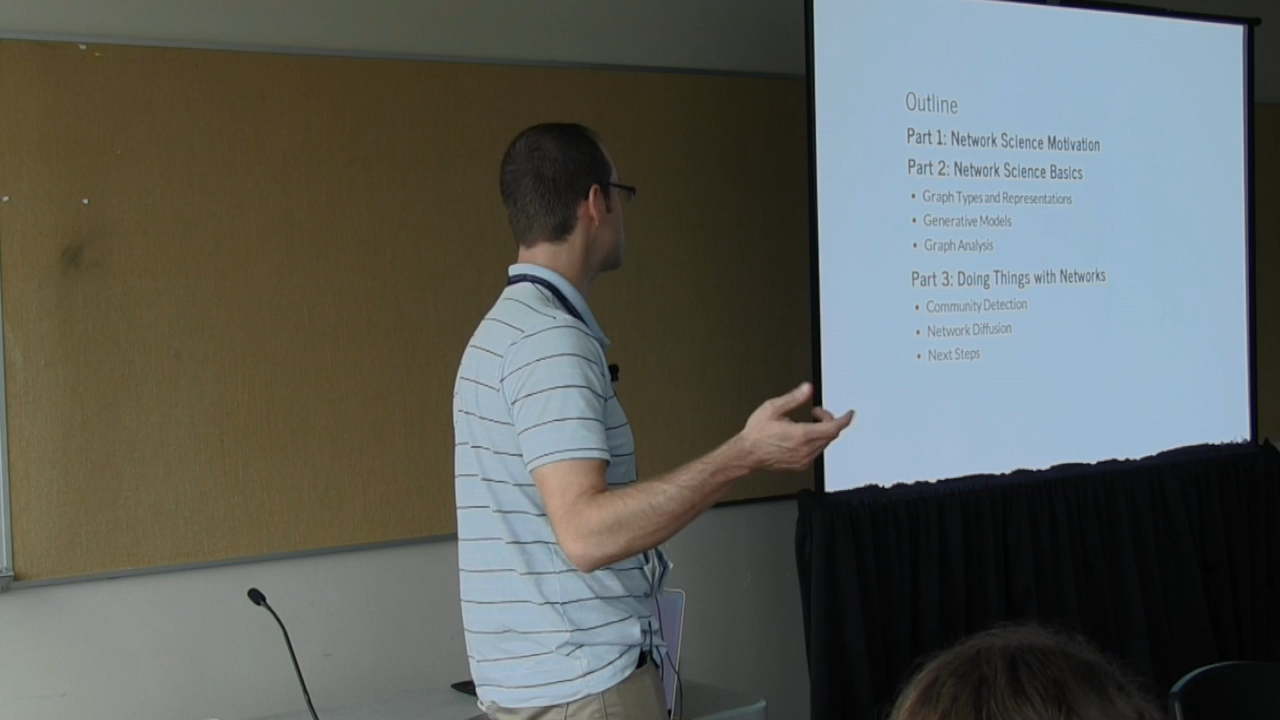 Outline
Part 1: Network Science Motivation
Part 2: Network Science Basics
• Graph Types and Representations
• Generative Models
• Graph Analysis
Part 3: Doing Things with Networks
• Community Detection
• Network Diffusion
• Next Steps